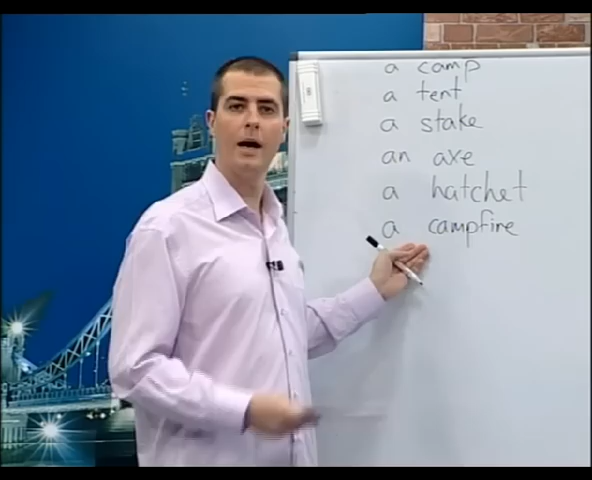 a camp
a tent
a stake
an axe
a hatchet
a campfire